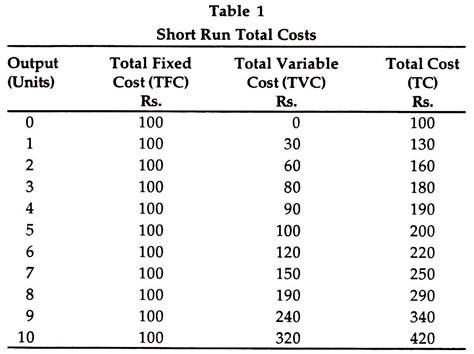 Table 1
Short Run Total Costs
Output Total Fixed Total Variable Total Cost
(Units) Cost (TFC) Cost (TVC) (TC)
Rs. Rs. Rs.
0 100 0 100
1 100 30 130
2 100 60 160
3 100 80 180
4 100 90 190
5 100 100 200
6 100 120 220
7 100 150 250
8 100 190 290
9 100 240 340
10 100 320 420